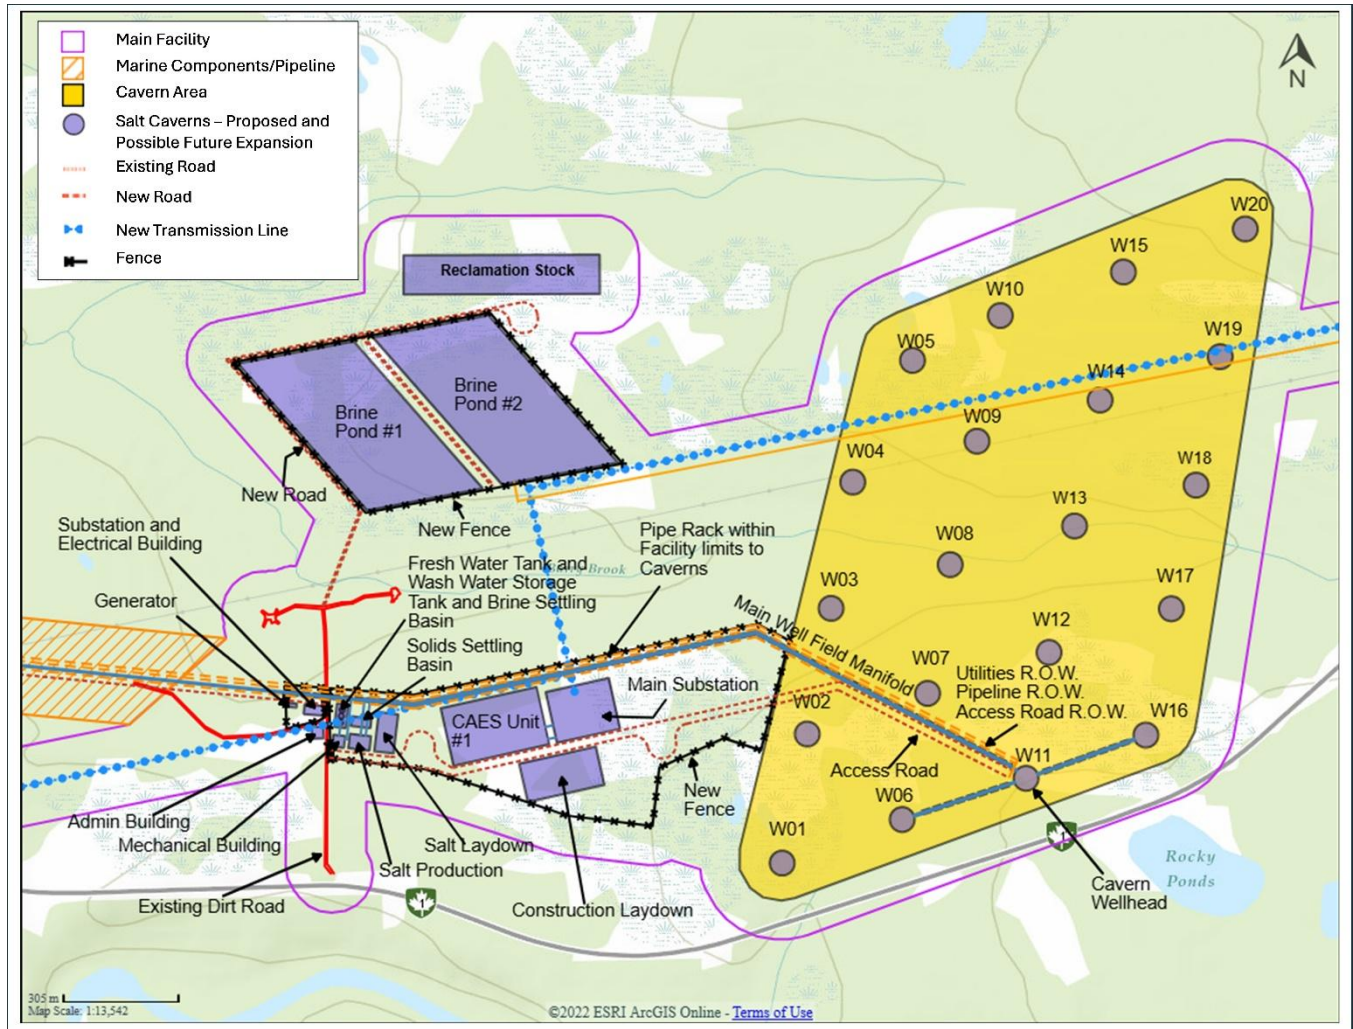 Main Facility
Marine Components/Pipeline
Cavern Area
Salt Caverns – Proposed and
Possible Future Expansion
Existing Road
New Road
New Transmission Line
Fence
N
Reclamation Stock
Brine
Pond #1
Brine
Pond #2
New Road
New Fence
Substation and
Electrical Building
Generator
Fresh Water Tank and
Wash Water Storage
Tank and Brine Settling
Basin
Solids Settling
Basin
Pipe Rack within
Facility limits to
Caverns
Brook
Main Well Field Manifold
Main Substation
CAES Unit
#1
Utilities R.O.W.
Pipeline R.O.W.
Access Road R.O.W.
Access Road
New
Fence
Admin Building
Mechanical Building
Salt Laydown
Salt Production
Existing Dirt Road
Construction Laydown
Cavern
Wellhead
Rocky
Ponds
W20
W15
W10
W19
W05
W14
W09
W04
W18
W13
W08
W03
W17
W12
W07
W02
W16
W11
W06
W01
1
1
305 m
Map Scale: 1:13,542
©2022 ESRI ArcGIS Online - Terms of Use